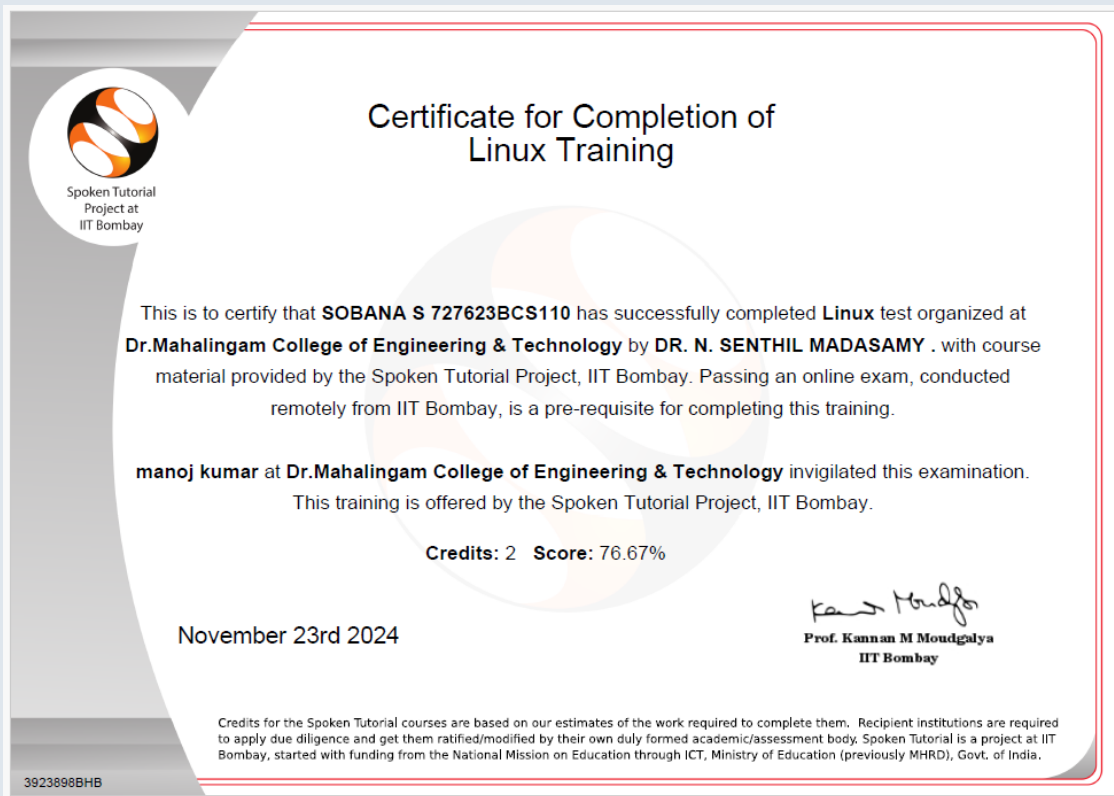 Certificate for Completion of
Linux Training
Spoken Tutorial
Project at
IIT Bombay
This is to certify that SOBANA S 727623BCS110 has successfully completed Linux test organized at
Dr.Mahalingam College of Engineering & Technology by DR. N. SENTHIL MADASAMY . with course
material provided by the Spoken Tutorial Project, IIT Bombay. Passing an online exam, conducted
remotely from IIT Bombay, is a pre-requisite for completing this training.
manoj kumar at Dr.Mahalingam College of Engineering & Technology invigilated this examination.
This training is offered by the Spoken Tutorial Project, IIT Bombay.
Credits: 2 Score: 76.67%
November 23rd 2024
Kannan Moudgalya
Prof. Kannan M Moudgalya
IIT Bombay
Credits for the Spoken Tutorial courses are based on our estimates of the work required to complete them. Recipient institutions are required
to apply due diligence and get them ratified/modified by their own duly formed academic/assessment body. Spoken Tutorial is a project at IIT
Bombay, started with funding from the National Mission on Education through ICT, Ministry of Education (previously MHRD), Govt. of India.
3923898BHB